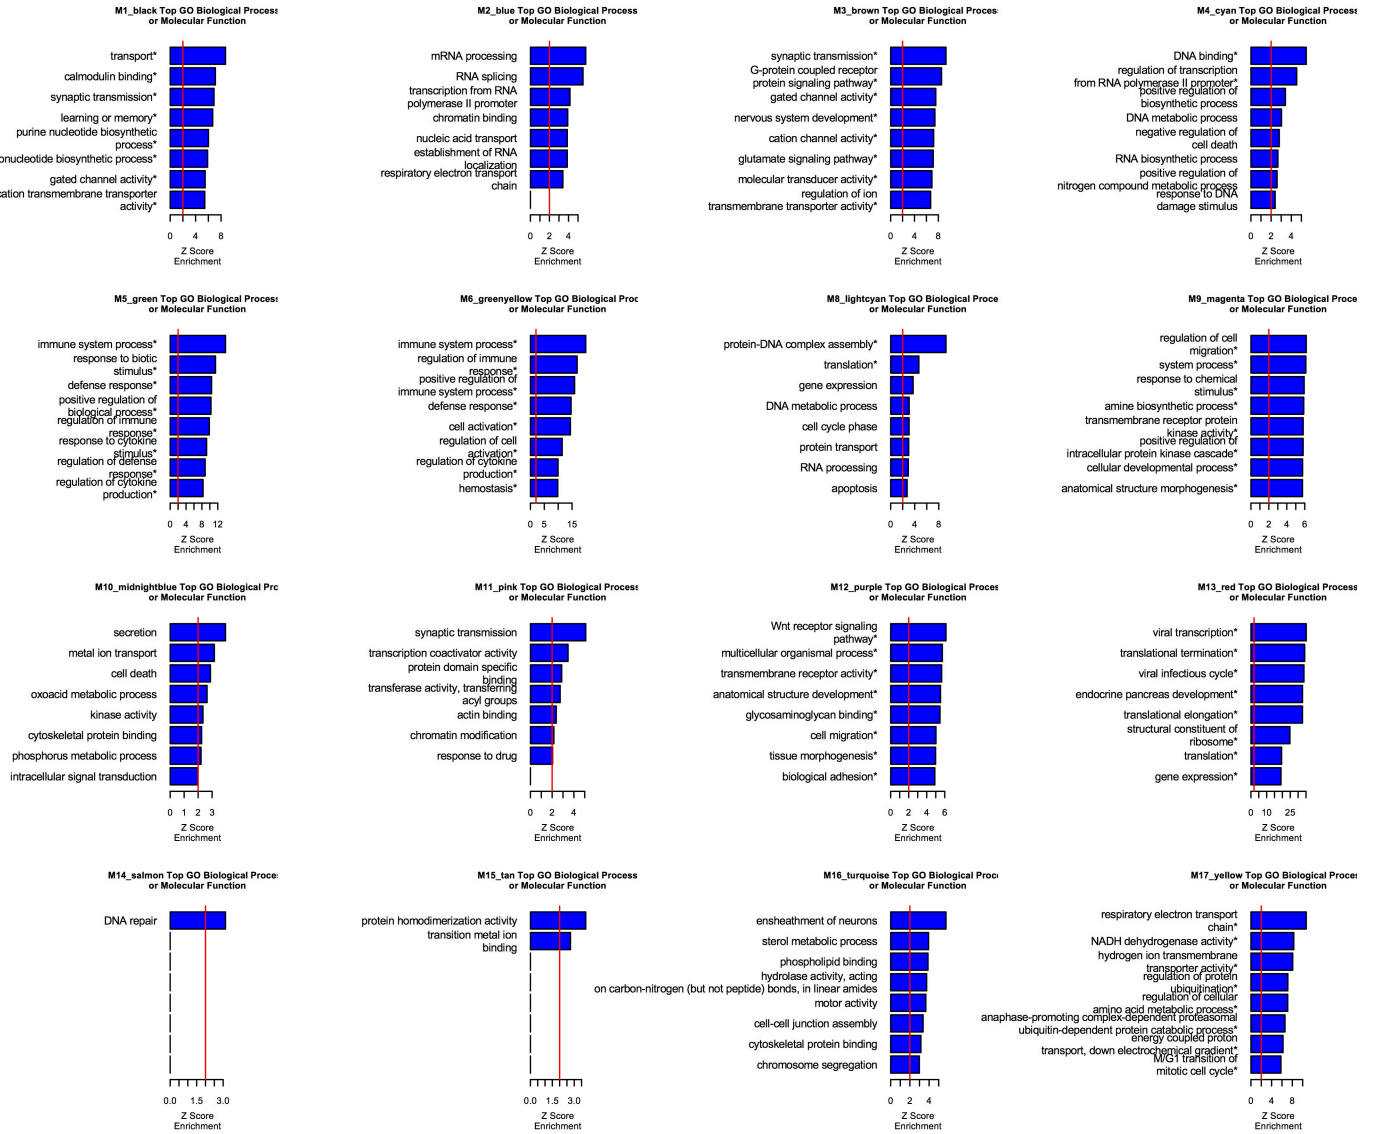 M1_black Top GO Biological Process
or Molecular Function
transport*
calmodulin binding*
synaptic transmission*
learning or memory*
purine nucleotide biosynthetic
process*
onucleotide biosynthetic process*
gated channel activity*
cation transmembrane transporter
activity*
0 4 8
Z Score
Enrichment
M2_blue Top GO Biological Process
or Molecular Function
mRNA processing
RNA splicing
transcription from RNA
polymerase II promoter
chromatin binding
nucleic acid transport
establishment of RNA
localization
respiratory electron transport
chain
0 2 4
Z Score
Enrichment
M3_brown Top GO Biological Process
or Molecular Function
synaptic transmission*
G-protein coupled receptor
protein signaling pathway*
gated channel activity*
nervous system development*
cation channel activity*
glutamate signaling pathway*
molecular transducer activity*
regulation of ion
transmembrane transporter activity*
0 4 8
Z Score
Enrichment
M4_cyan Top GO Biological Process
or Molecular Function
DNA binding*
regulation of transcription
from RNA polymerase II promoter*
positive regulation of
biosynthetic process
DNA metabolic process
negative regulation of
cell death
RNA biosynthetic process
positive regulation of
nitrogen compound metabolic process
response to DNA
damage stimulus
0 2 4
Z Score
Enrichment
M5_green Top GO Biological Process
or Molecular Function
immune system process*
response to biotic
stimulus*
defense response*
positive regulation of
biological process*
regulation of immune
response*
response to cytokine
stimulus*
regulation of defense
response*
regulation of cytokine
production*
0 4 8 12
Z Score
Enrichment
M6_greenyellow Top GO Biological Proc
or Molecular Function
immune system process*
regulation of immune
response*
positive regulation of
immune system process*
defense response*
cell activation*
regulation of cell
activation*
regulation of cytokine
production*
hemostasis*
0 5 15
Z Score
Enrichment
M8_lightcyan Top GO Biological Proce
or Molecular Function
protein-DNA complex assembly*
translation*
gene expression
DNA metabolic process
cell cycle phase
protein transport
RNA processing
apoptosis
0 4 8
Z Score
Enrichment
M9_magenta Top GO Biological Proce
or Molecular Function
regulation of cell
migration*
system process*
response to chemical
stimulus*
amine biosynthetic process*
transmembrane receptor protein
kinase activity*
positive regulation of
intracellular protein kinase cascade*
cellular developmental process*
anatomical structure morphogenesis*
0 2 4 6
Z Score
Enrichment
M10_midnightblue Top GO Biological Pro
or Molecular Function
secretion
metal ion transport
cell death
oxoacid metabolic process
kinase activity
cytoskeletal protein binding
phosphorus metabolic process
intracellular signal transduction
0 1 2 3
Z Score
Enrichment
M11_pink Top GO Biological Process
or Molecular Function
synaptic transmission
transcription coactivator activity
protein domain specific
binding
transferase activity, transferring
acyl groups
actin binding
chromatin modification
response to drug
0 2 4
Z Score
Enrichment
M12_purple Top GO Biological Proces
or Molecular Function
Wnt receptor signaling
pathway*
multicellular organismal process*
transmembrane receptor activity*
anatomical structure development*
glycosaminoglycan binding*
cell migration*
tissue morphogenesis*
biological adhesion*
0 2 4 6
Z Score
Enrichment
M13_red Top GO Biological Process
or Molecular Function
viral transcription*
translational termination*
viral infectious cycle*
endocrine pancreas development*
translational elongation*
structural constituent of
ribosome*
translation*
gene expression*
0 10 25
Z Score
Enrichment
M14_salmon Top GO Biological Proces
or Molecular Function
DNA repair
0.0 1.5 3.0
Z Score
Enrichment
M15_tan Top GO Biological Process
or Molecular Function
protein homodimerization activity
transition metal ion
binding
0.0 1.5 3.0
Z Score
Enrichment
M16_turquoise Top GO Biological Proc
or Molecular Function
ensheathment of neurons
sterol metabolic process
phospholipid binding
hydrolase activity, acting
on carbon-nitrogen (but not peptide) bonds, in linear amides
motor activity
cell-cell junction assembly
cytoskeletal protein binding
chromosome segregation
0 2 4
Z Score
Enrichment
M17_yellow Top GO Biological Process
or Molecular Function
respiratory electron transport
chain*
NADH dehydrogenase activity*
hydrogen ion transmembrane
transporter activity*
regulation of protein
ubiquitination*
regulation of cellular
amino acid metabolic process*
anaphase-promoting complex-dependent proteasomal
ubiquitin-dependent protein catabolic process*
energy coupled proton
transport, down electrochemical gradient*
M/G1 transition of
mitotic cell cycle*
0 4 8
Z Score
Enrichment